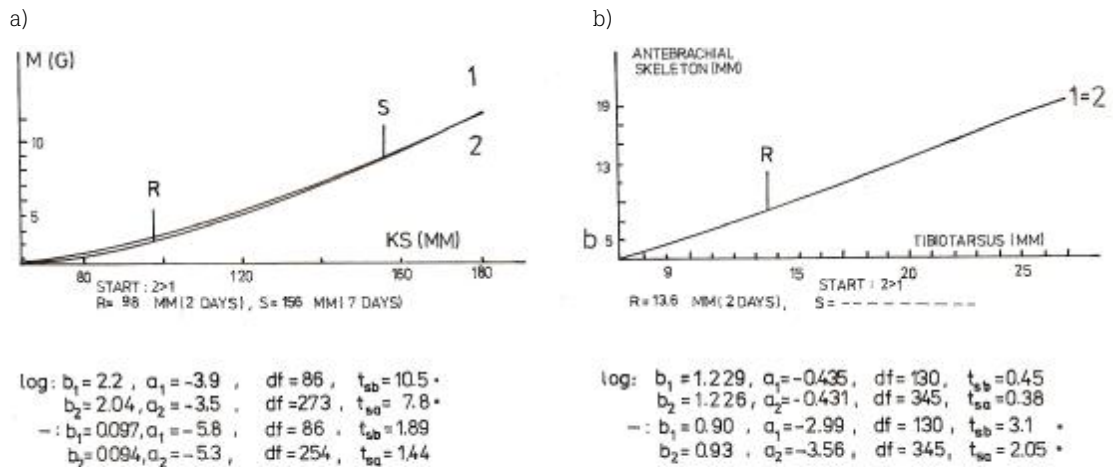 a)
M (G)
1
S
2
10
R
5
KS (MM)
80
120
160
180
START : 2>1
R= 98 MM (2 DAYS) , S= 156 MM ( 7 DAYS)
log: b1 = 2.2 , a1 = -3.9 , df = 86 , tsb = 10.5 •
b2 = 2.04 , a2 = -3.5 , df = 273 , tsa = 7.8 •
– : b1 = 0.097 , a1 = -5.8 , df = 86 , tsb = 1.89
b2 = 0.094 , a2 = -5.3 , df = 254 , tsa = 1,44
b)
ANTEBRACHIAL
SKELETON (MM)
19
1=2
13
R
b
5
TIBIOTARSUS (MM)
9
15
20
25
START : 2>1
R= 13.6 MM (2 DAYS) , S= – – – – – – – – – –
log: b1 = 1.229 , a1 = -0.435 , df = 130 , tsb = 0.45
b2 = 1.226 , a2 = -0.431 , df = 345 , tsa = 0.38
– : b1 = 0.90 , a1 = -2.99 , df = 130 , tsb = 3.1 •
b2 = 0.93 , a2 = -3.56 , df = 345 , tsa = 2.05 •